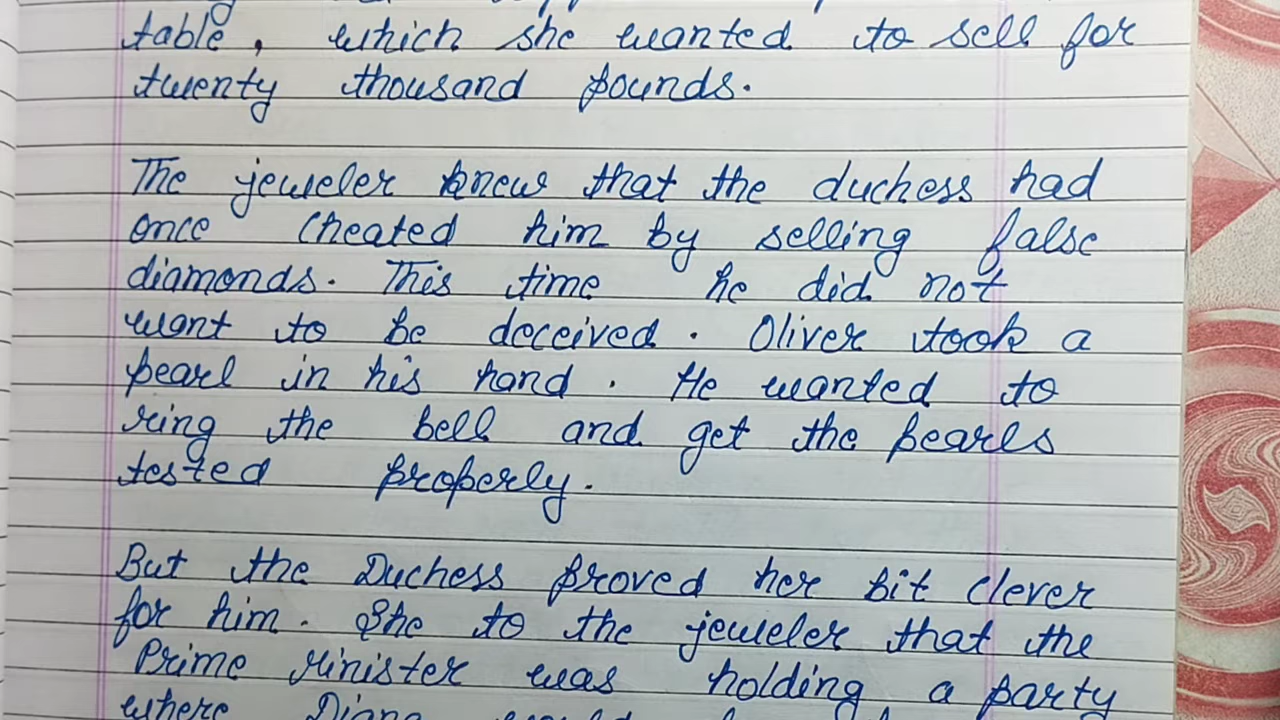 table, which she wanted to sell for
twenty thousand pounds.
The jeweler knew that the duchess had
once cheated him by selling false
diamonds. This time he did not
want to be deceived. Oliver took a
pearl in his hand. He wanted to
ring the bell and get the pearls
tested properly.
But the Duchess proved her bit clever
for him. She to the jeweler that the
Prime Minister was holding a party
where Diana would